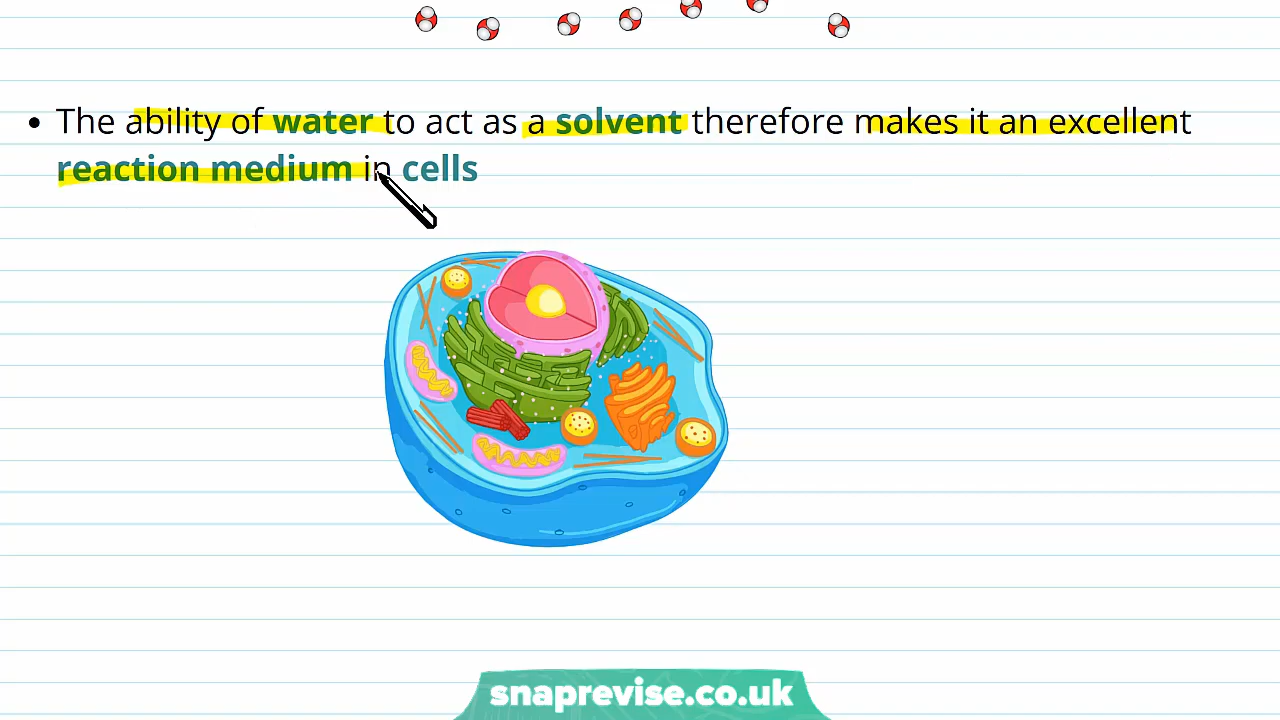 • The ability of water to act as a solvent therefore makes it an excellent
reaction medium in cells
snaprevise.co.uk